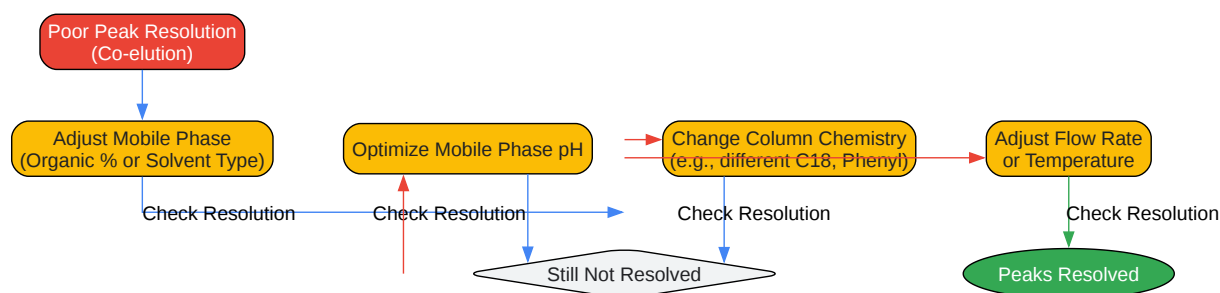 Poor Peak Resolution
(Co-elution)
Adjust Mobile Phase
(Organic % or Solvent Type)
Optimize Mobile Phase pH
Change Column Chemistry
(e.g., different C18, Phenyl)
Adjust Flow Rate
or Temperature
Check Resolution
Check Resolution
Check Resolution
Check Resolution
Still Not Resolved
Peaks Resolved